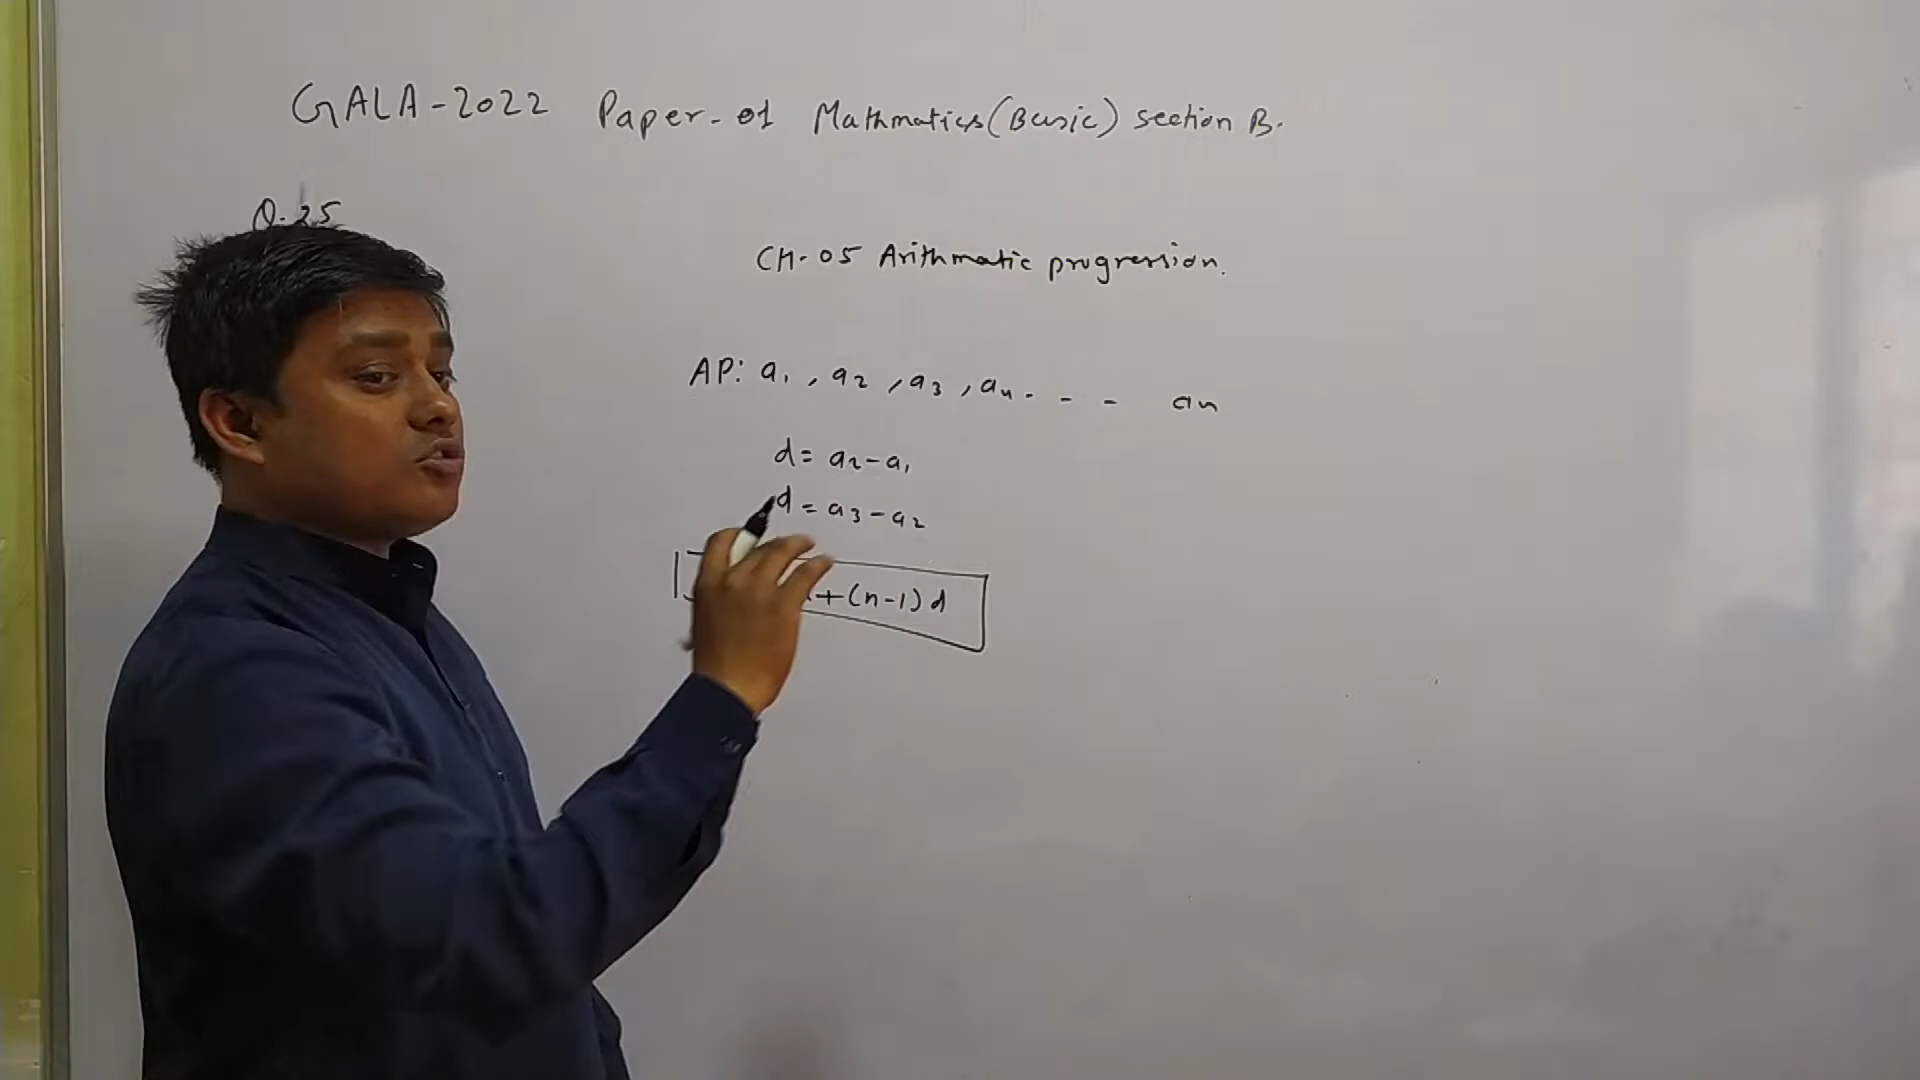 GALA-2022 Paper-of Mathmatics(Basic) section B.
Q.25
CH-05 Arithmatic progression.
AP: a₁, a₂, a₃, a₄. - - an
d= a₂-a₁
d= a₃-a₂
+(n-1)d